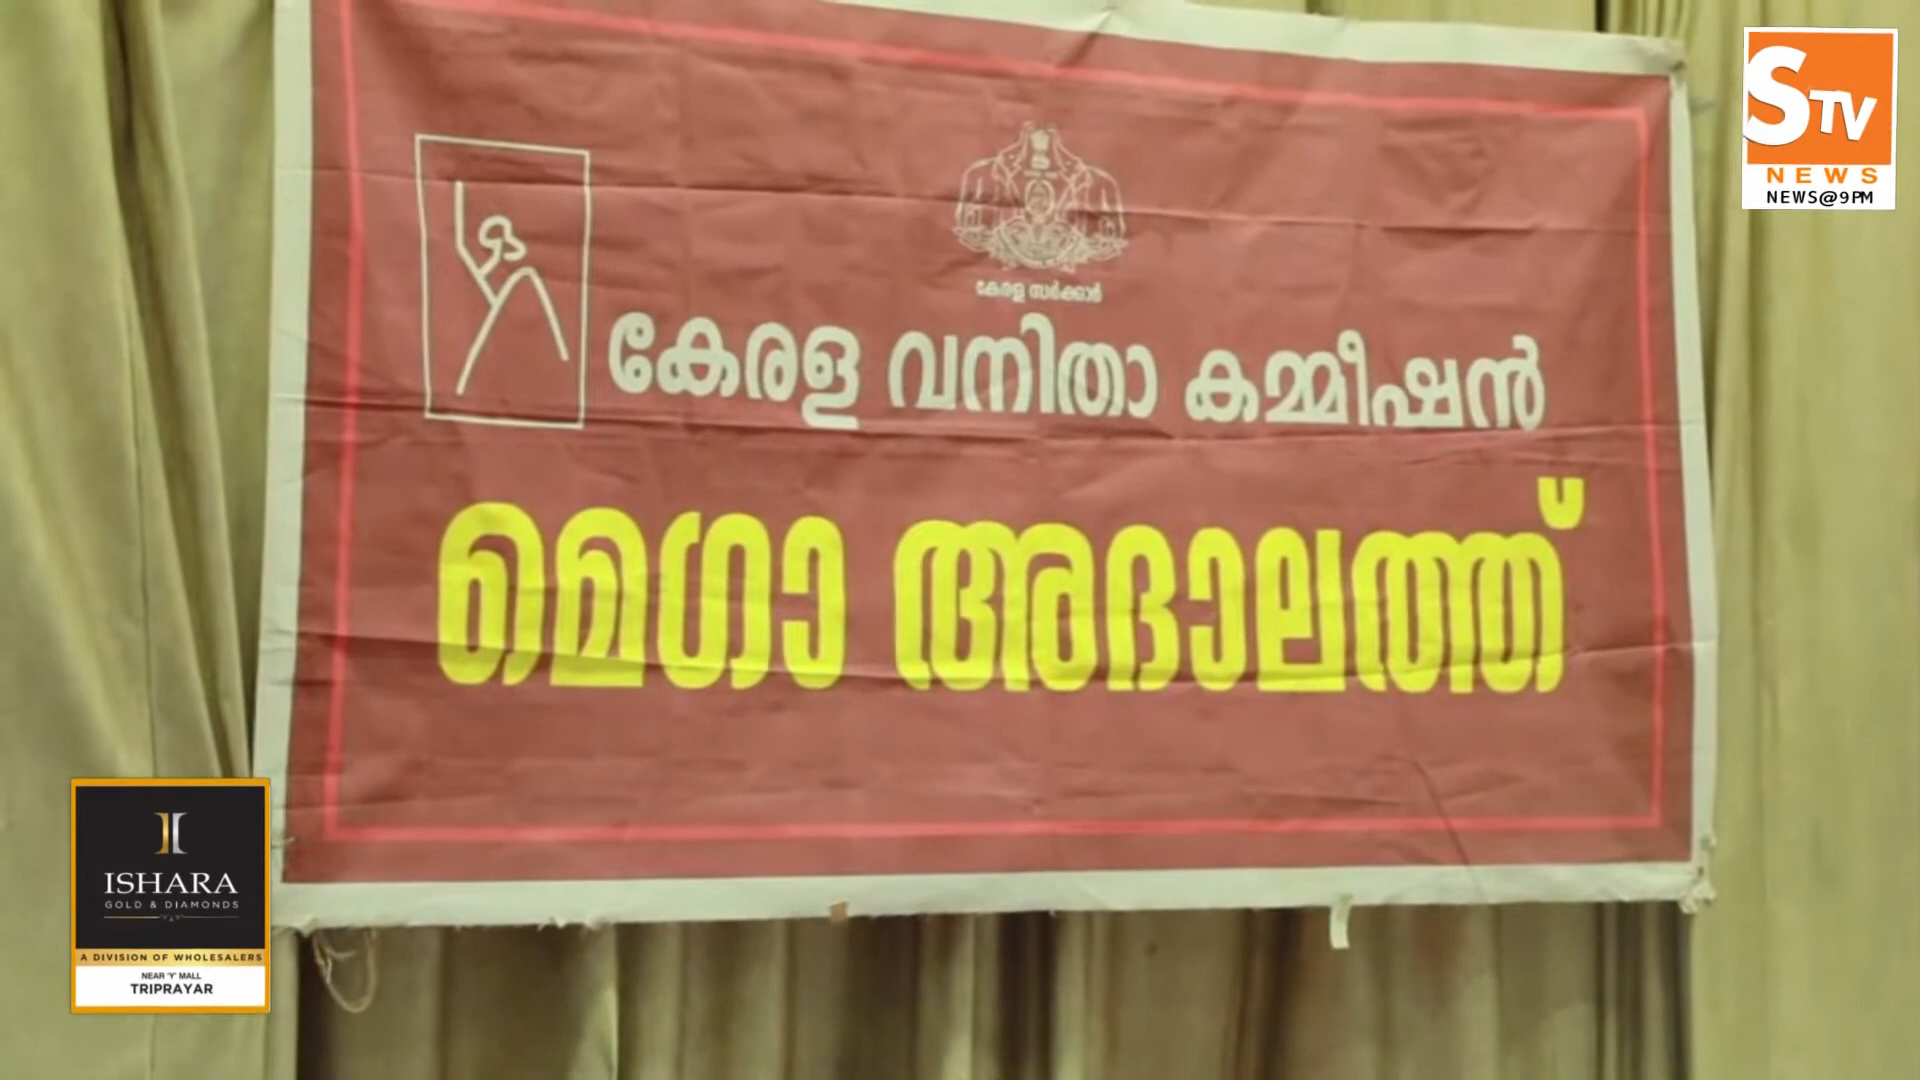 STV
NEWS
NEWS@9PM
കേരള സർക്കാർ
കേരള വനിതാ കമ്മീഷൻ
മെഗാ അദാലത്ത്
ISHARA
GOLD & DIAMONDS
A DIVISION OF WHOLESALERS
NEAR 'Y' MALL
TRIPRAYAR